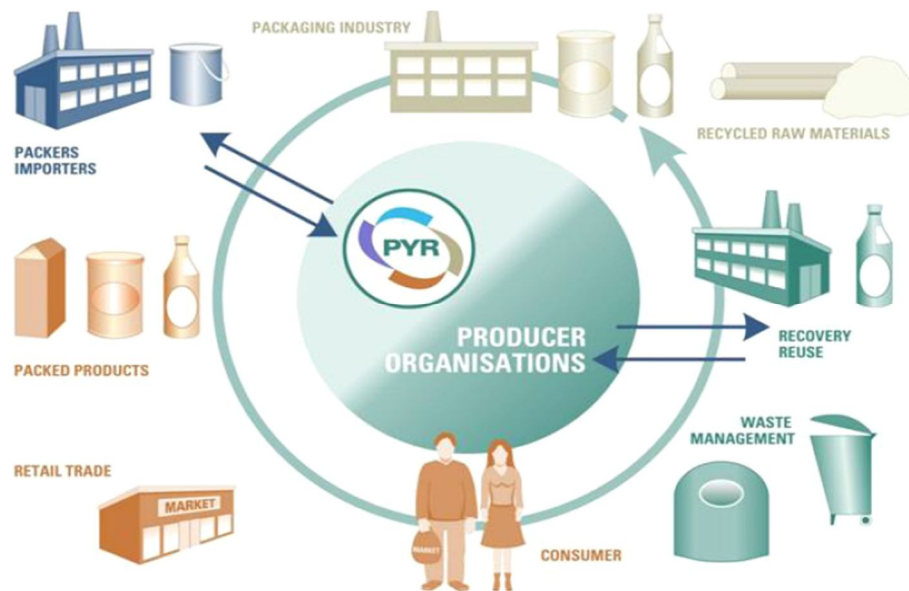 PACKAGING INDUSTRY
RECYCLED RAW MATERIALS
PACKERS
IMPORTERS
PYR
PRODUCER
ORGANISATIONS
RECOVERY
REUSE
PACKED PRODUCTS
WASTE
MANAGEMENT
RETAIL TRADE
MARKET
MARKET
CONSUMER